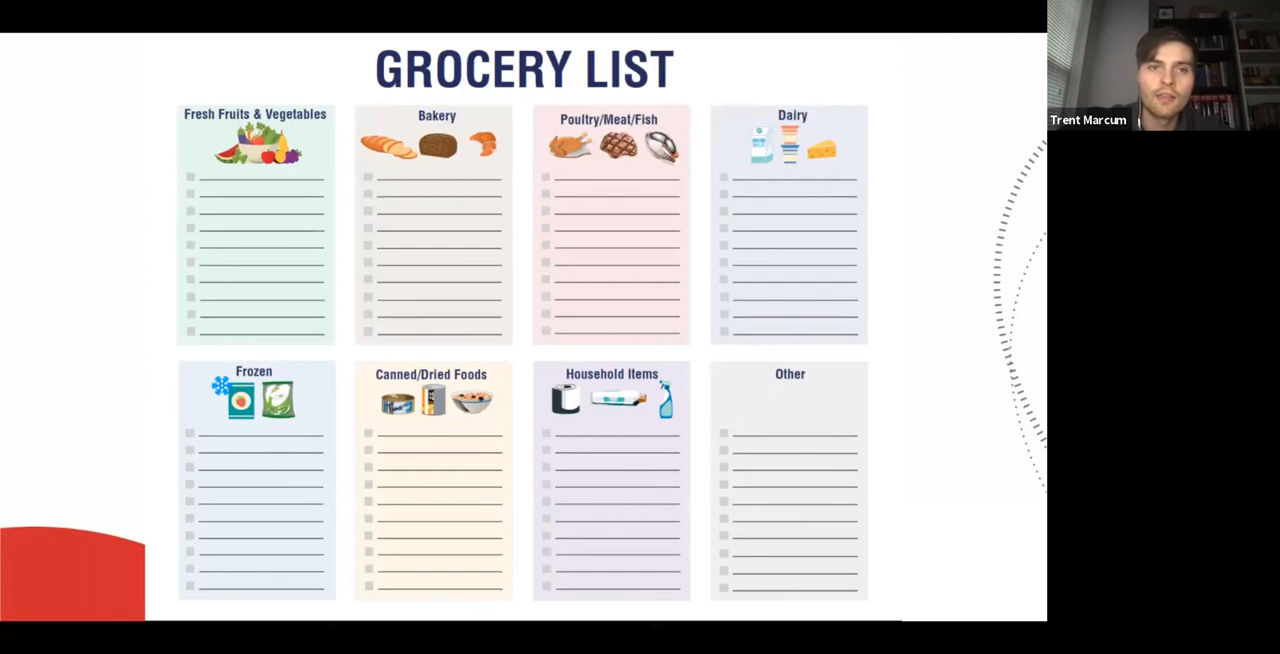 GROCERY LIST
Fresh Fruits & Vegetables
Bakery
Poultry/Meat/Fish
Dairy
Trent Marcum
Frozen
Canned/Dried Foods
Household Items
Other